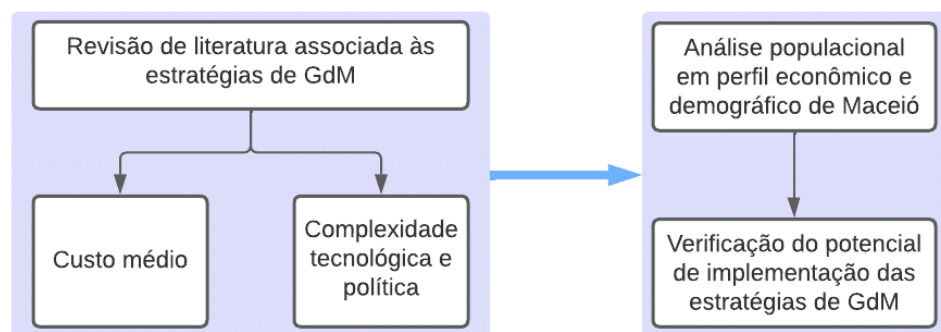 Revisão de literatura associada às
estratégias de GdM
Custo médio
Complexidade
tecnológica e
política
Análise populacional
em perfil econômico e
demográfico de Maceió
Verificação do potencial
de implementação das
estratégias de GdM